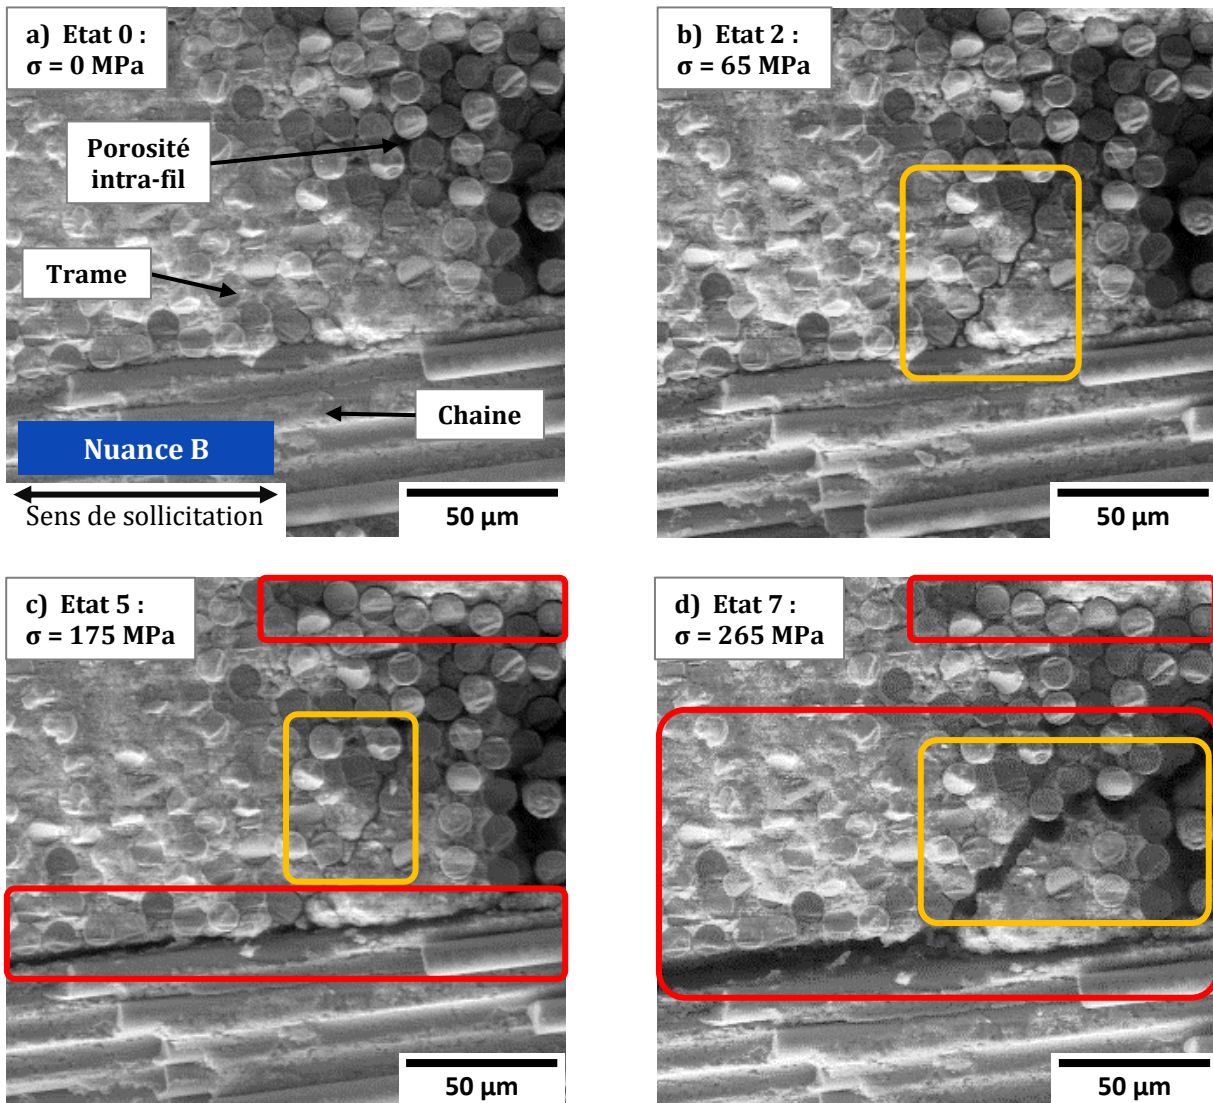 a) Etat 0 :
σ = 0 MPa
Porosité
intra-fil
Trame
Chaine
Nuance B
Sens de sollicitation
50 µm
b) Etat 2 :
σ = 65 MPa
50 µm
c) Etat 5 :
σ = 175 MPa
50 µm
d) Etat 7 :
σ = 265 MPa
50 µm